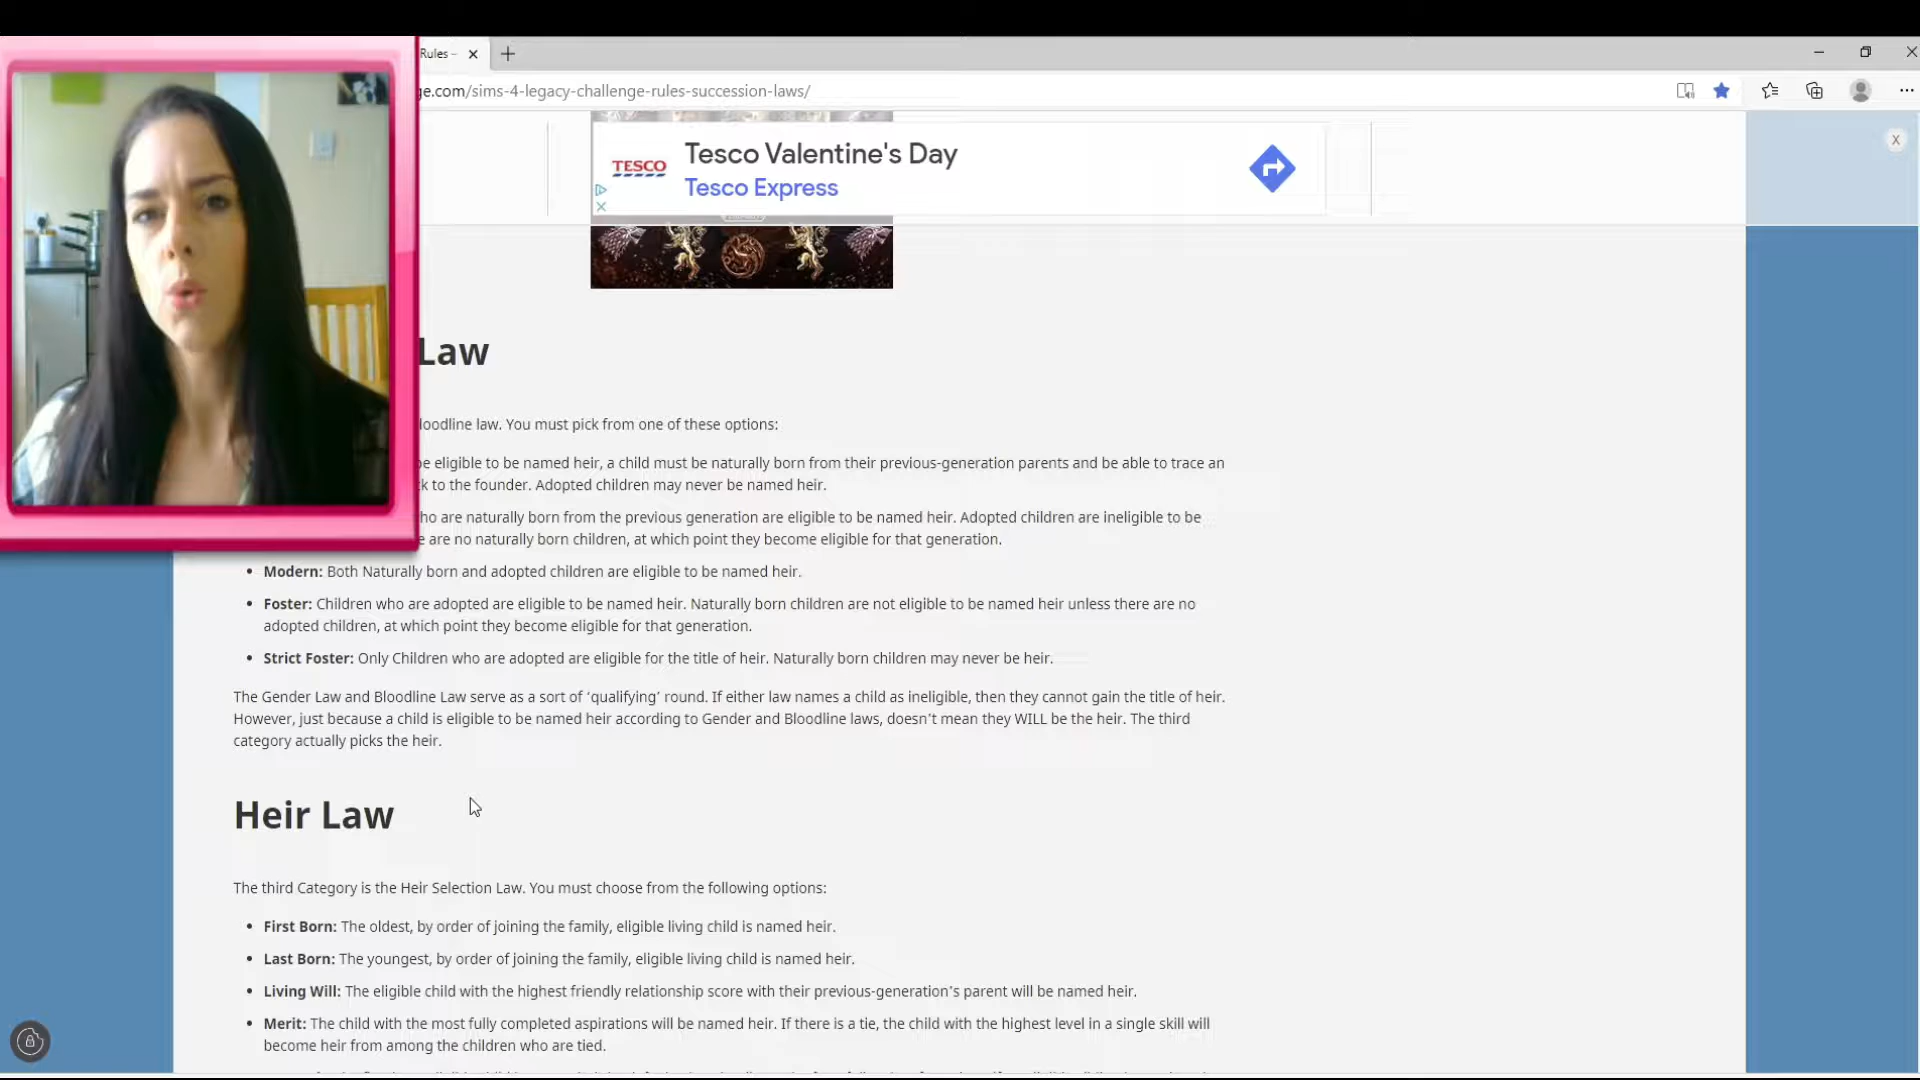 Rules –
ge.com/sims-4-legacy-challenge-rules-succession-laws/
TESCO
Tesco Valentine's Day
Tesco Express
X
Law
loodline law. You must pick from one of these options:
be eligible to be named heir, a child must be naturally born from their previous-generation parents and be able to trace an
ck to the founder. Adopted children may never be named heir.
ho are naturally born from the previous generation are eligible to be named heir. Adopted children are ineligible to be
e are no naturally born children, at which point they become eligible for that generation.
• Modern: Both Naturally born and adopted children are eligible to be named heir.
• Foster: Children who are adopted are eligible to be named heir. Naturally born children are not eligible to be named heir unless there are no
adopted children, at which point they become eligible for that generation.
• Strict Foster: Only Children who are adopted are eligible for the title of heir. Naturally born children may never be heir.
The Gender Law and Bloodline Law serve as a sort of ‘qualifying’ round. If either law names a child as ineligible, then they cannot gain the title of heir.
However, just because a child is eligible to be named heir according to Gender and Bloodline laws, doesn’t mean they WILL be the heir. The third
category actually picks the heir.
Heir Law
The third Category is the Heir Selection Law. You must choose from the following options:
• First Born: The oldest, by order of joining the family, eligible living child is named heir.
• Last Born: The youngest, by order of joining the family, eligible living child is named heir.
• Living Will: The eligible child with the highest friendly relationship score with their previous-generation’s parent will be named heir.
• Merit: The child with the most fully completed aspirations will be named heir. If there is a tie, the child with the highest level in a single skill will
become heir from among the children who are tied.